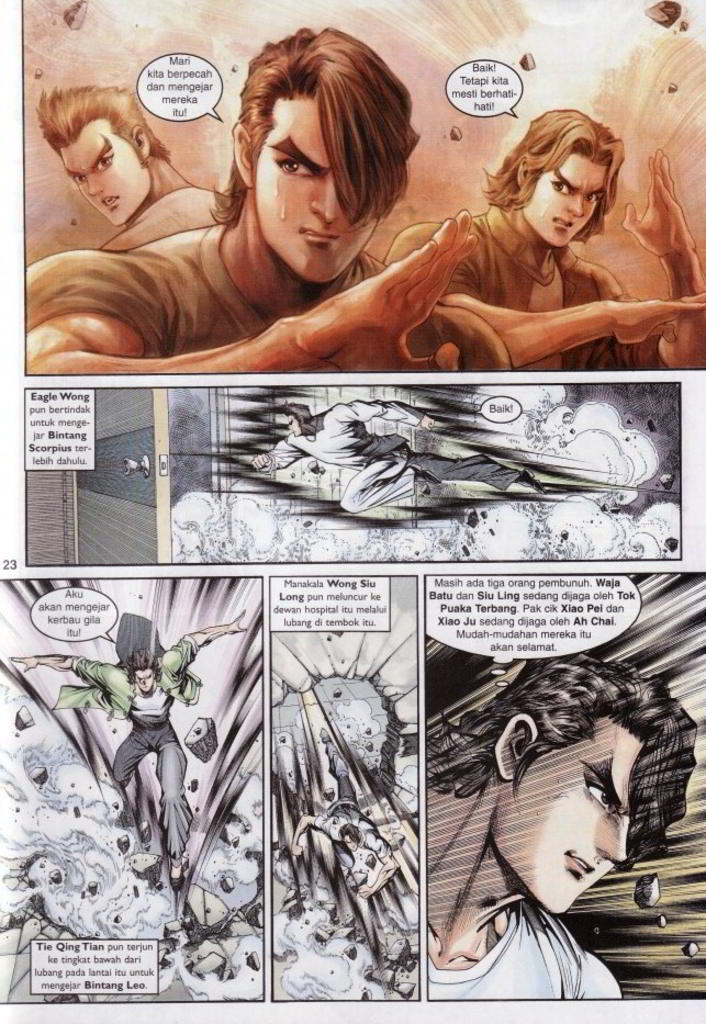 Mari
kita berpecah
dan mengejar
mereka
itu!
Baik!
Tetapi kita
mesti berhati-
hati!
Eagle Wong
pun bertindak
untuk menge-
jar Bintang
Scorpius ter-
lebih dahulu.
Baik!
23
Aku
akan mengejar
kerbau gila
itu!
Tie Qing Tian pun terjun
ke tingkat bawah dari
lubang pada lantai itu untuk
mengejar Bintang Leo.
Manakala Wong Siu
Long pun meluncur ke
dewan hospital itu melalui
lubang di tembok itu.
Masih ada tiga orang pembunuh. Waja
Batu dan Siu Ling sedang dijaga oleh Tok
Puaka Terbang. Pak cik Xiao Pei dan
Xiao Ju sedang dijaga oleh Ah Chai.
Mudah-mudahan mereka itu
akan selamat.